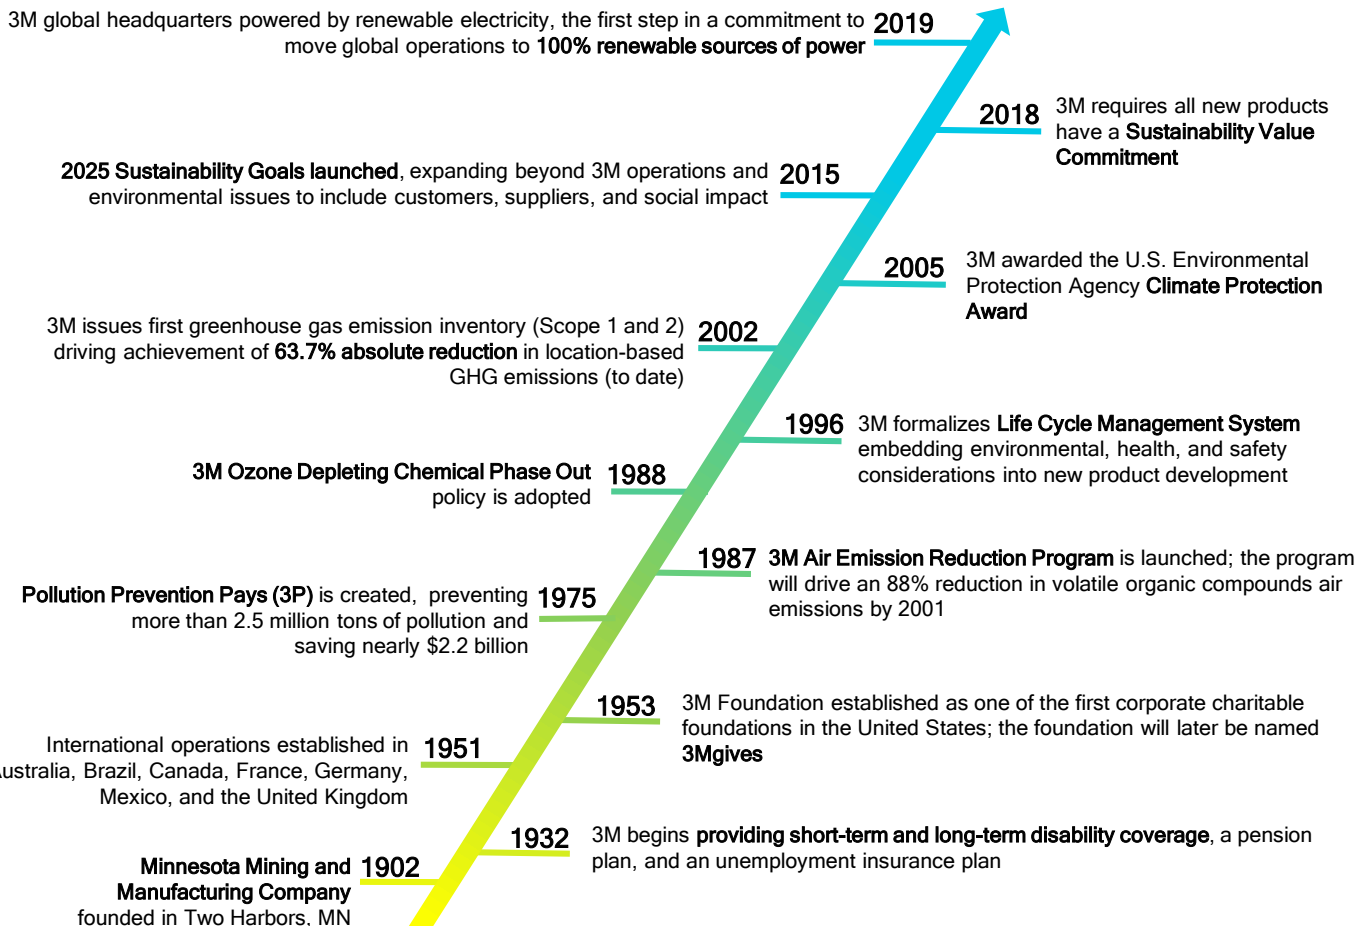 3M global headquarters powered by renewable electricity, the first step in a commitment to
move global operations to 100% renewable sources of power
2019
2018
3M requires all new products
have a Sustainability Value
Commitment
2025 Sustainability Goals launched, expanding beyond 3M operations and
environmental issues to include customers, suppliers, and social impact
2015
2005
3M awarded the U.S. Environmental
Protection Agency Climate Protection
Award
3M issues first greenhouse gas emission inventory (Scope 1 and 2)
driving achievement of 63.7% absolute reduction in location-based
GHG emissions (to date)
2002
1996
3M formalizes Life Cycle Management System
embedding environmental, health, and safety
considerations into new product development
3M Ozone Depleting Chemical Phase Out
policy is adopted
1988
1987
3M Air Emission Reduction Program is launched; the program
will drive an 88% reduction in volatile organic compounds air
emissions by 2001
Pollution Prevention Pays (3P) is created, preventing
more than 2.5 million tons of pollution and
saving nearly $2.2 billion
1975
1953
3M Foundation established as one of the first corporate charitable
foundations in the United States; the foundation will later be named
3Mgives
International operations established in
Australia, Brazil, Canada, France, Germany,
Mexico, and the United Kingdom
1951
1932
3M begins providing short-term and long-term disability coverage, a pension
plan, and an unemployment insurance plan
Minnesota Mining and
Manufacturing Company
founded in Two Harbors, MN
1902